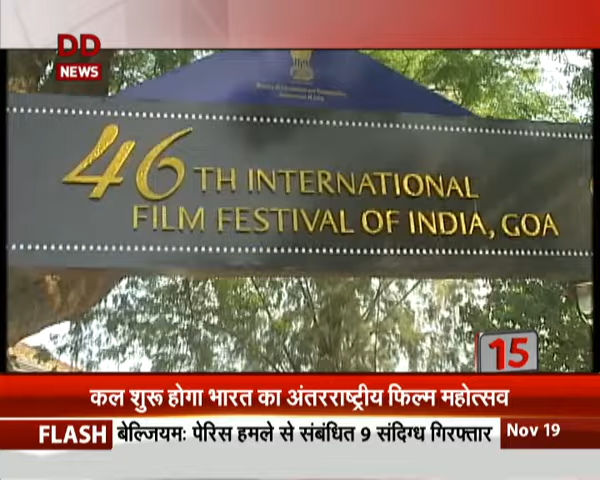 DD
NEWS
46TH INTERNATIONAL
FILM FESTIVAL OF INDIA, GOA
15
कल शुरू होगा भारत का अंतरराष्ट्रीय फिल्म महोत्सव
FLASH बेल्जियमः पेरिस हमले से संबंधित 9 संदिग्ध गिरफ्तार Nov 19